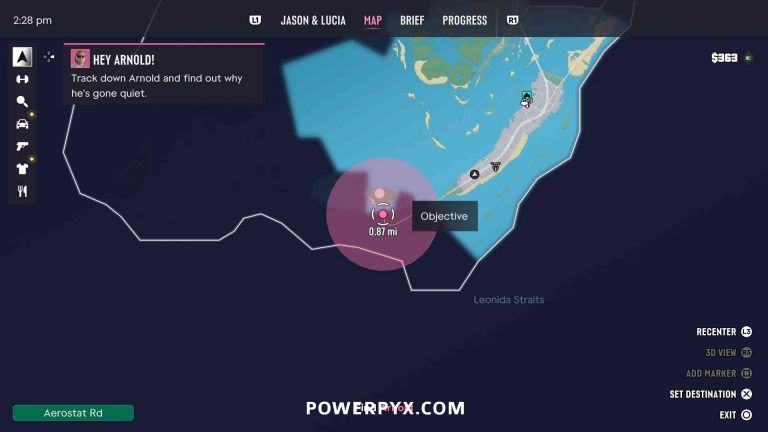 2:28 pm
L1 JASON & LUCIA MAP BRIEF PROGRESS R1
HEY ARNOLD!
Track down Arnold and find out why
he's gone quiet.
$363
Objective
0.87 mi
Leonida Straits
RECENTER L3
3D VIEW R3
ADD MARKER
SET DESTINATION
EXIT
Aerostat Rd
POWERPYX.COM